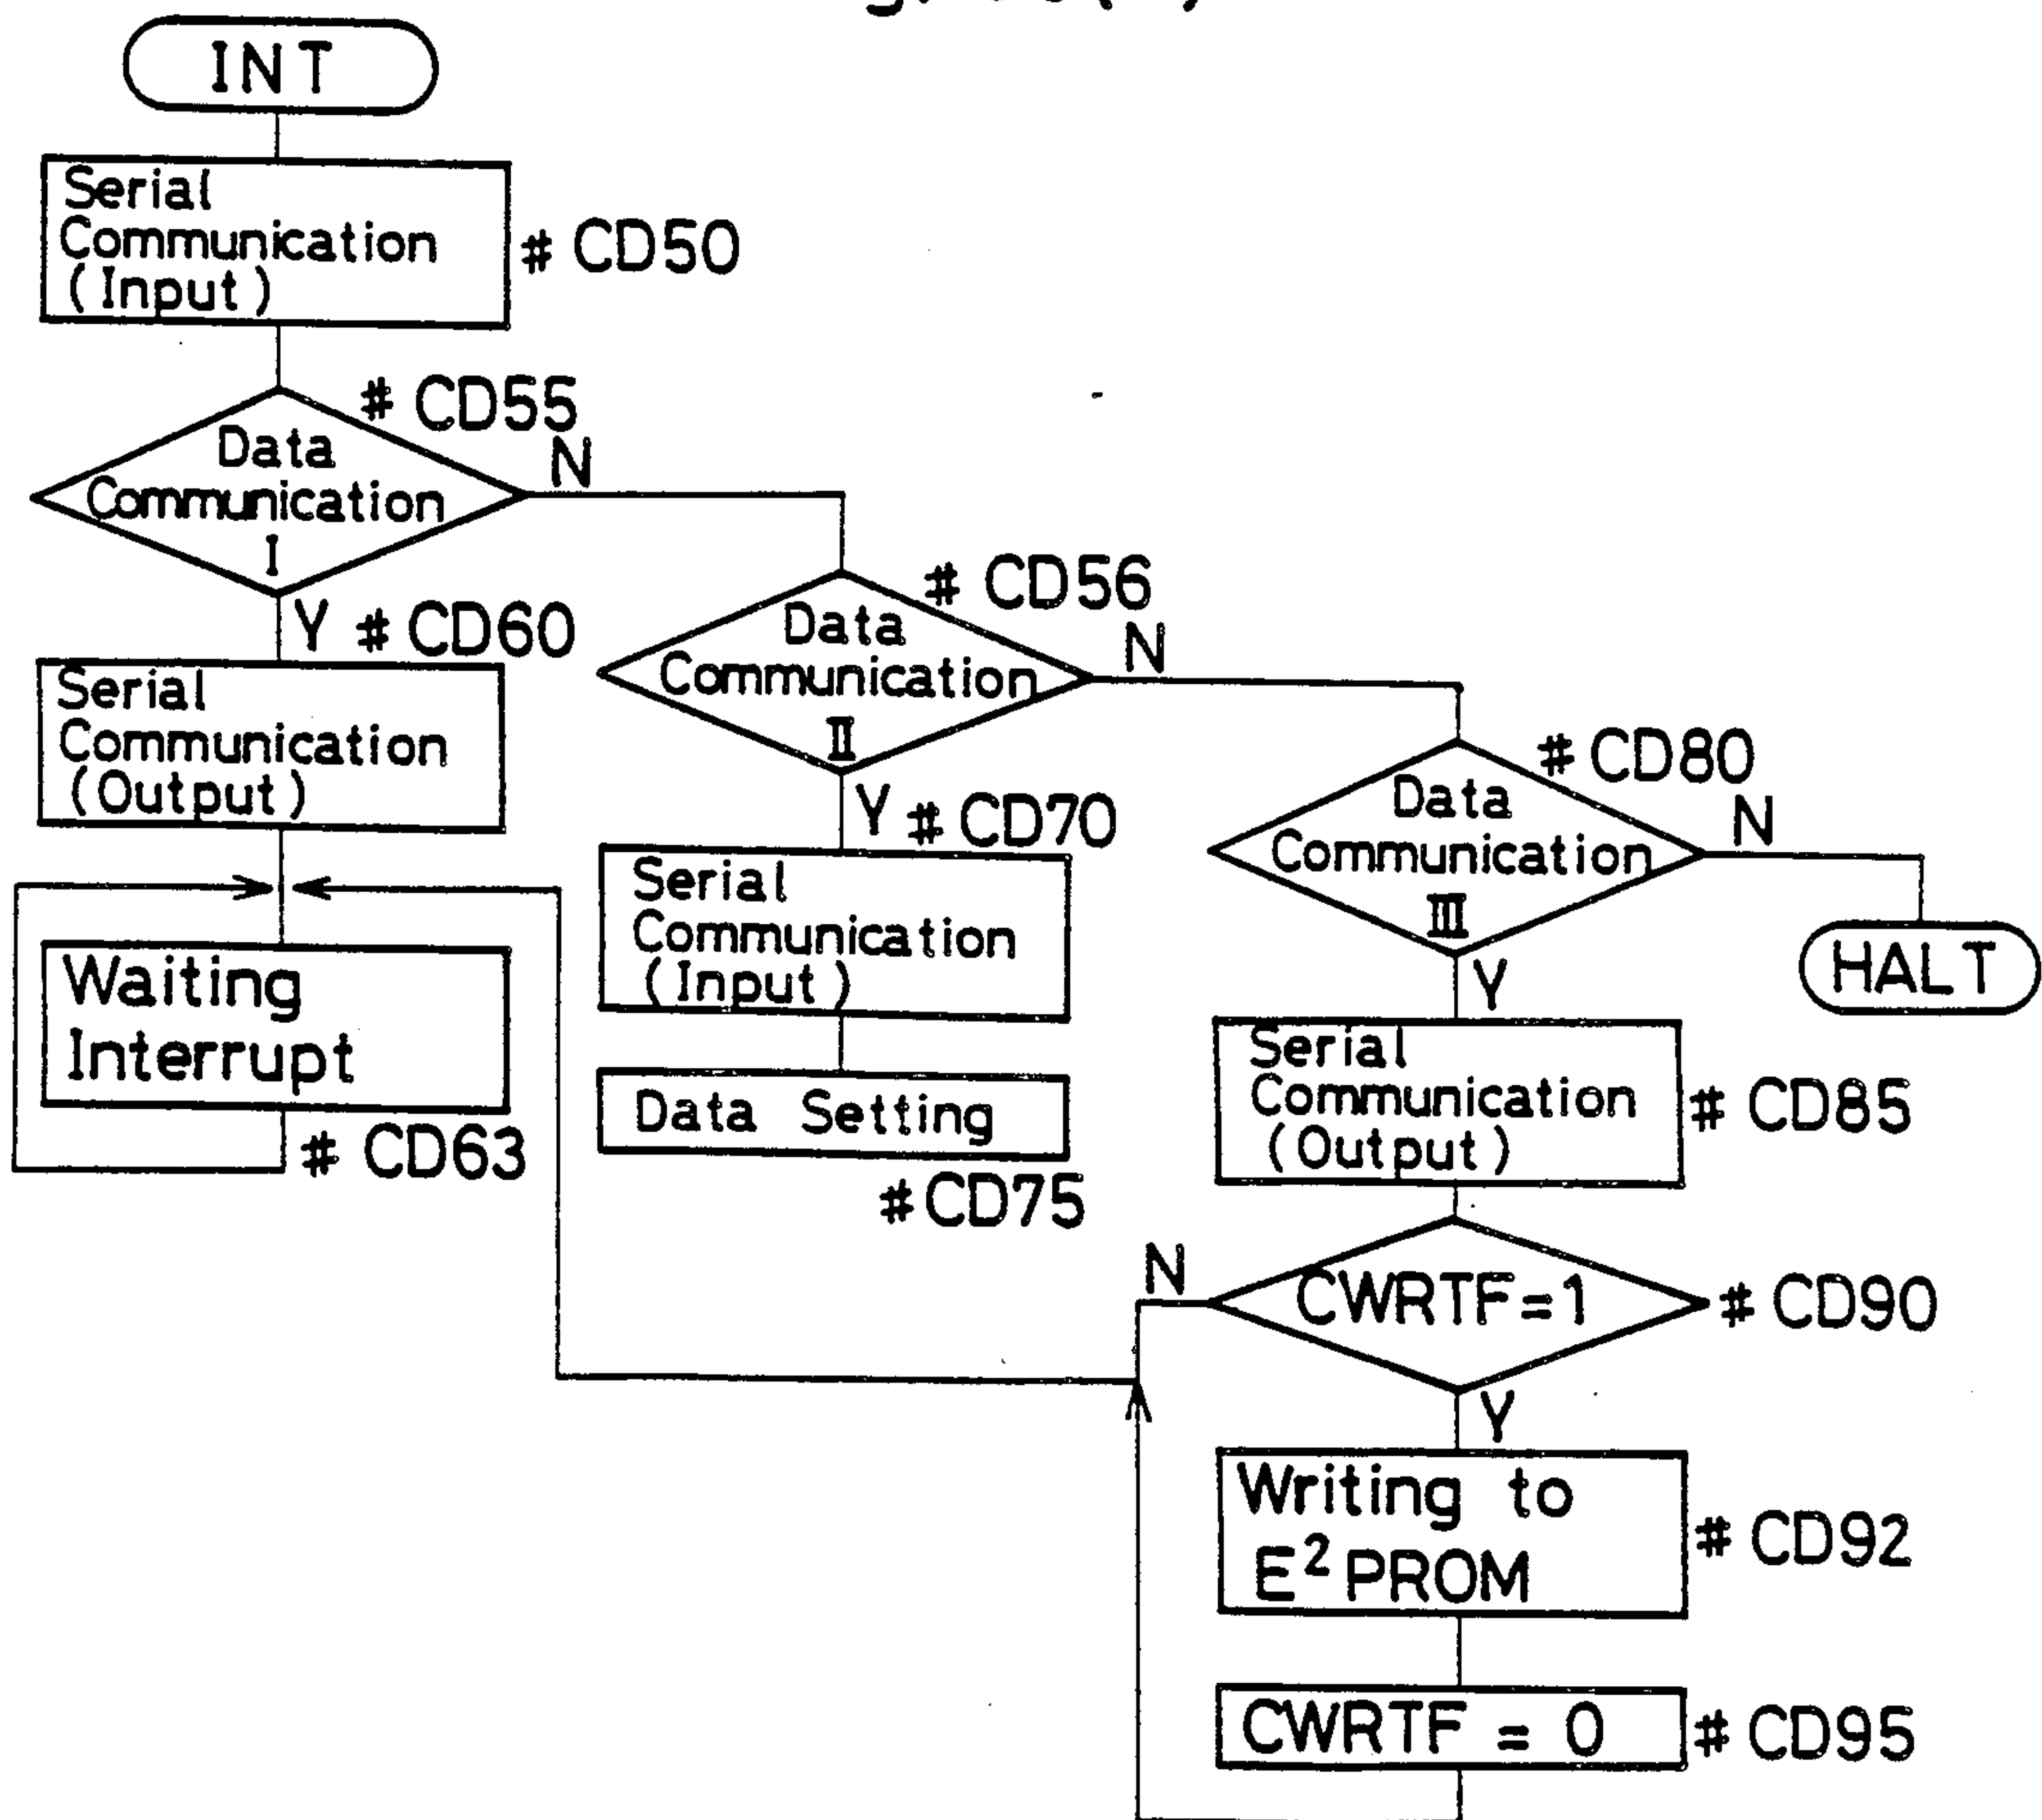 INT
Serial
Communication
(Input)
# CD50
# CD55
Data
Communication
I
N
Y
# CD60
Serial
Communication
(Output)
Waiting
Interrupt
# CD63
# CD56
Data
Communication
II
N
Y
# CD70
Serial
Communication
(Input)
Data Setting
# CD75
# CD80
Data
Communication
III
N
HALT
Y
Serial
Communication
(Output)
# CD85
N
CWRTF=1
# CD90
Y
Writing to
E²PROM
# CD92
CWRTF = 0
# CD95